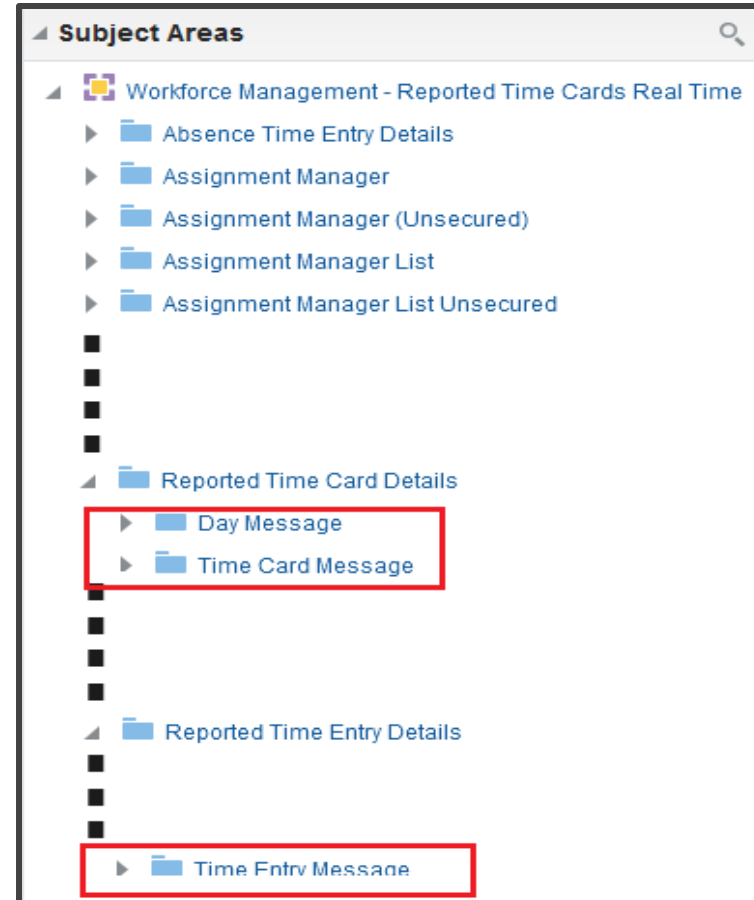 Subject Areas
Workforce Management - Reported Time Cards Real Time
Absence Time Entry Details
Assignment Manager
Assignment Manager (Unsecured)
Assignment Manager List
Assignment Manager List Unsecured
Reported Time Card Details
Day Message
Time Card Message
Reported Time Entry Details
Time Entry Message